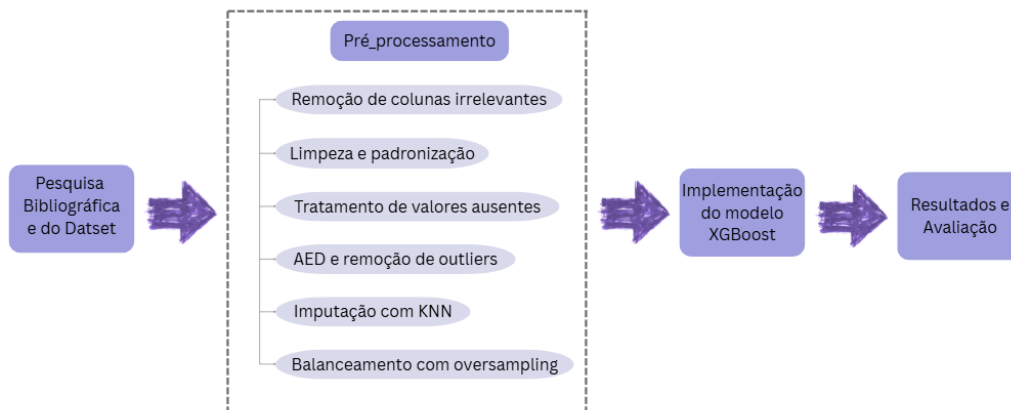 Pesquisa
Bibliográfica
e do Datset
Pré_processamento
Remoção de colunas irrelevantes
Limpeza e padronização
Tratamento de valores ausentes
AED e remoção de outliers
Imputação com KNN
Balanceamento com oversampling
Implementação
do modelo
XGBoost
Resultados e
Avaliação